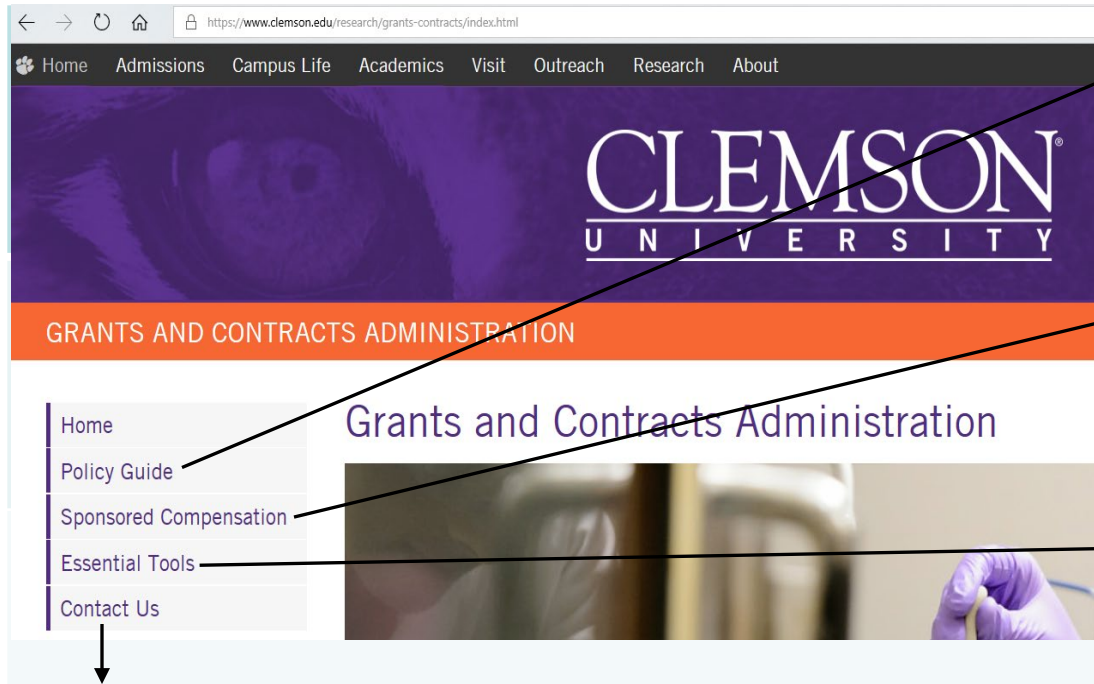 https://www.clemson.edu/research/grants-contracts/index.html
Home Admissions Campus Life Academics Visit Outreach Research About
CLEMSON®
UNIVERSITY
GRANTS AND CONTRACTS ADMINISTRATION
Home
Policy Guide
Sponsored Compensation
Essential Tools
Contact Us
Grants and Contracts Administration